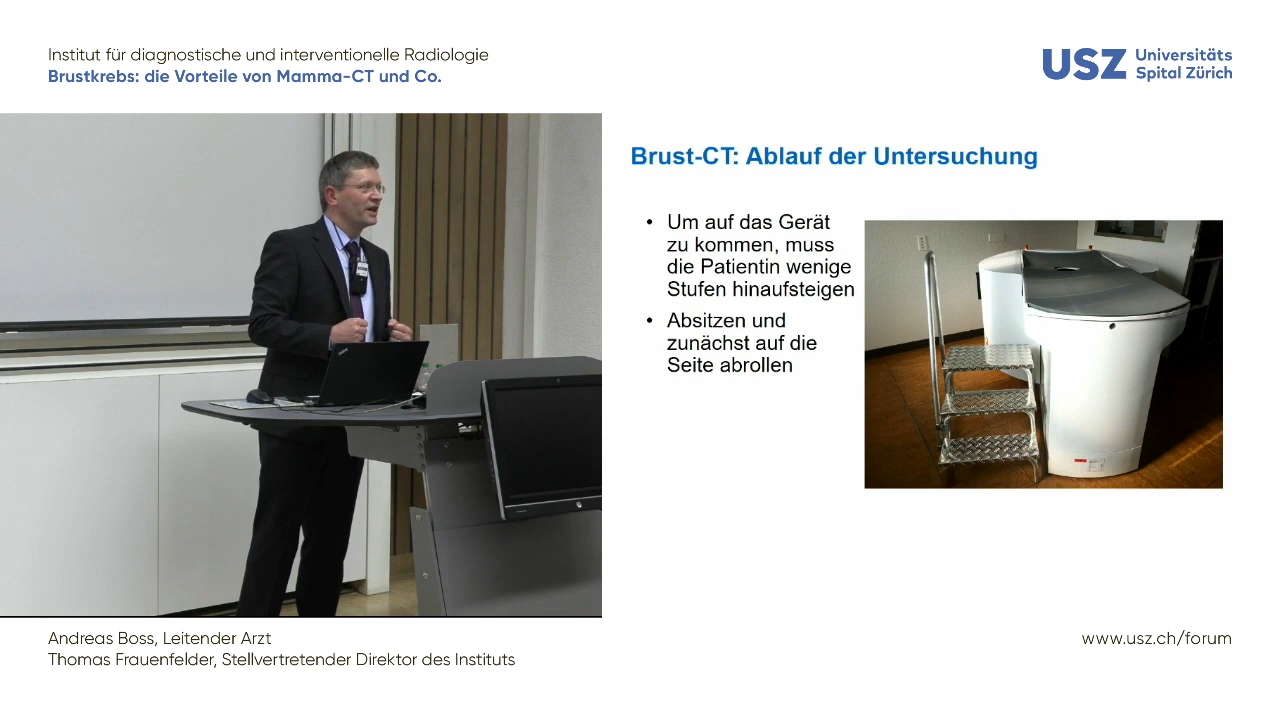 Institut für diagnostische und interventionelle Radiologie
Brustkrebs: die Vorteile von Mamma-CT und Co.
USZ Universitäts
Spital Zürich
Brust-CT: Ablauf der Untersuchung
• Um auf das Gerät
zu kommen, muss
die Patientin wenige
Stufen hinaufsteigen
• Absitzen und
zunächst auf die
Seite abrollen
ThinkPad
Andreas Boss, Leitender Arzt
Thomas Frauenfelder, Stellvertretender Direktor des Instituts
www.usz.ch/forum